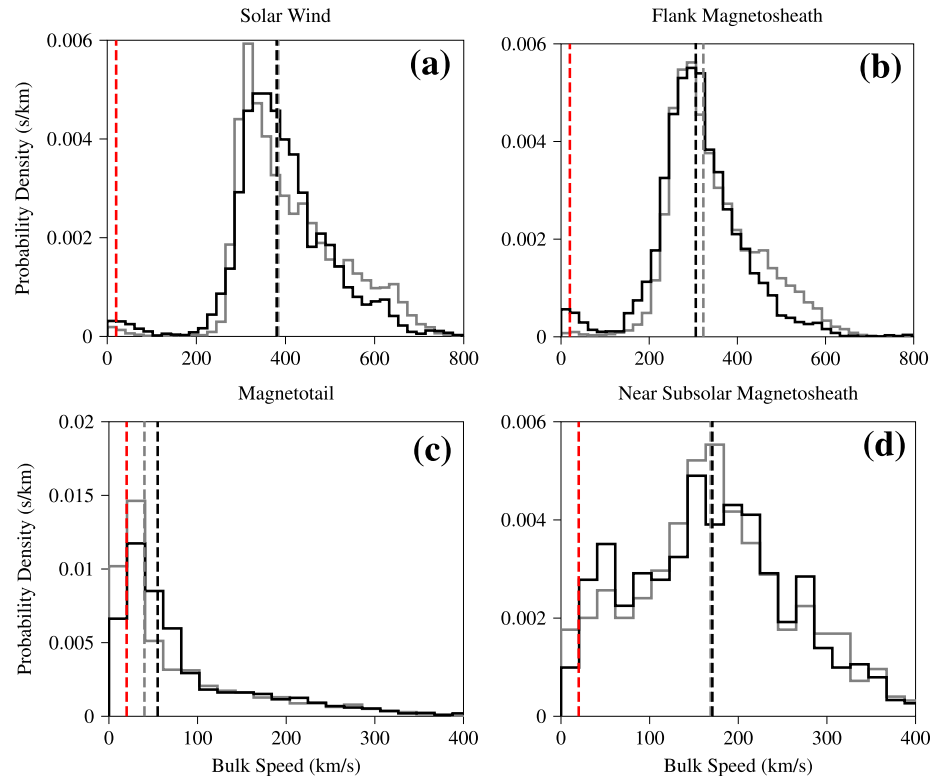 Solar Wind
Flank Magnetosheath
Probability Density (s/km)
0.006
0.004
0.002
0
(a)
0 200 400 600 800
0.006
0.004
0.002
0
(b)
0 200 400 600 800
Magnetotail
Near Subsolar Magnetosheath
Probability Density (s/km)
0.02
0.015
0.01
0.005
0
(c)
0 100 200 300 400
Bulk Speed (km/s)
0.006
0.004
0.002
0
(d)
0 100 200 300 400
Bulk Speed (km/s)